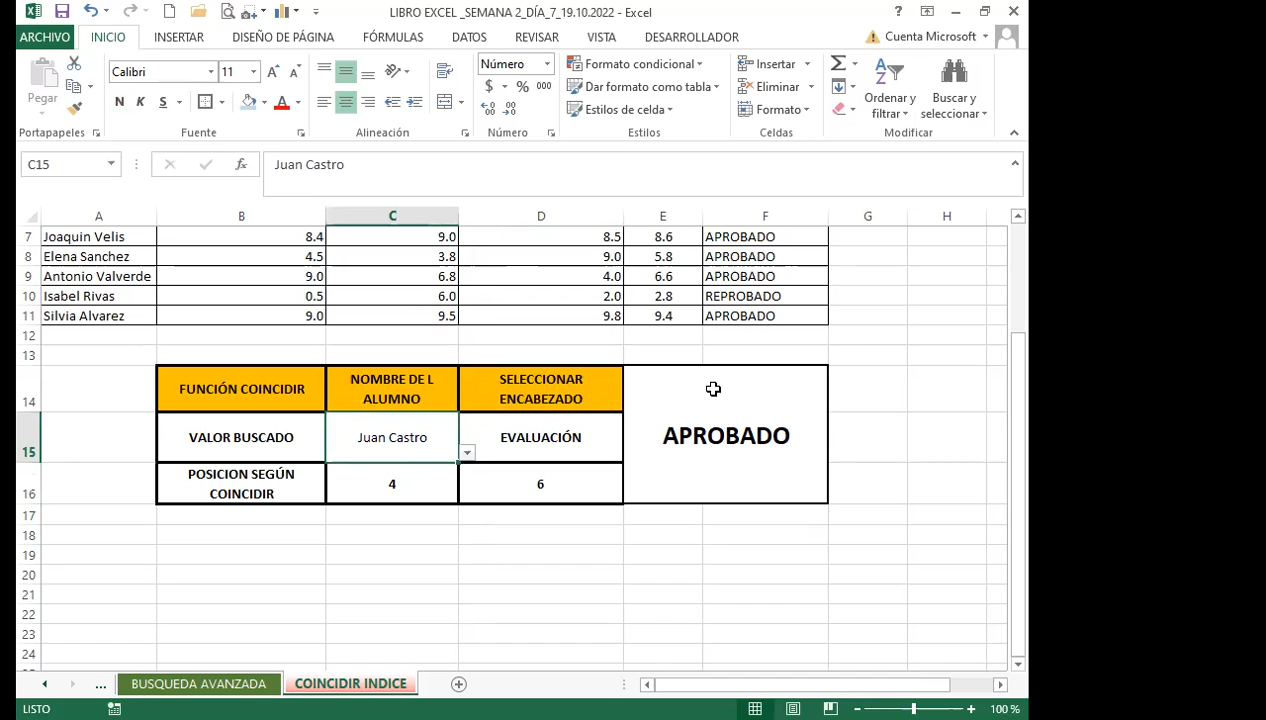 LIBRO EXCEL _SEMANA 2_DÍA_7_19.10.2022 - Excel
ARCHIVO INICIO INSERTAR DISEÑO DE PÁGINA FÓRMULAS DATOS REVISAR VISTA DESARROLLADOR Cuenta Microsoft
Pegar
Calibri 11
N K S
Número
$ % 000
Formato condicional
Dar formato como tabla
Estilos de celda
Insertar
Eliminar
Formato
Ordenar y filtrar
Buscar y seleccionar
Portapapeles Fuente Alineación Número Estilos Celdas Modificar
C15 fx Juan Castro
A B C D E F G H
7 Joaquin Velis 8.4 9.0 8.5 8.6 APROBADO
8 Elena Sanchez 4.5 3.8 9.0 5.8 APROBADO
9 Antonio Valverde 9.0 6.8 4.0 6.6 APROBADO
10 Isabel Rivas 0.5 6.0 2.0 2.8 REPROBADO
11 Silvia Alvarez 9.0 9.5 9.8 9.4 APROBADO
12
13
14 FUNCIÓN COINCIDIR NOMBRE DE L ALUMNO SELECCIONAR ENCABEZADO
15 VALOR BUSCADO Juan Castro EVALUACIÓN APROBADO
16 POSICION SEGÚN COINCIDIR 4 6
17
18
19
20
21
22
23
24
... BUSQUEDA AVANZADA COINCIDIR INDICE
LISTO 100 %